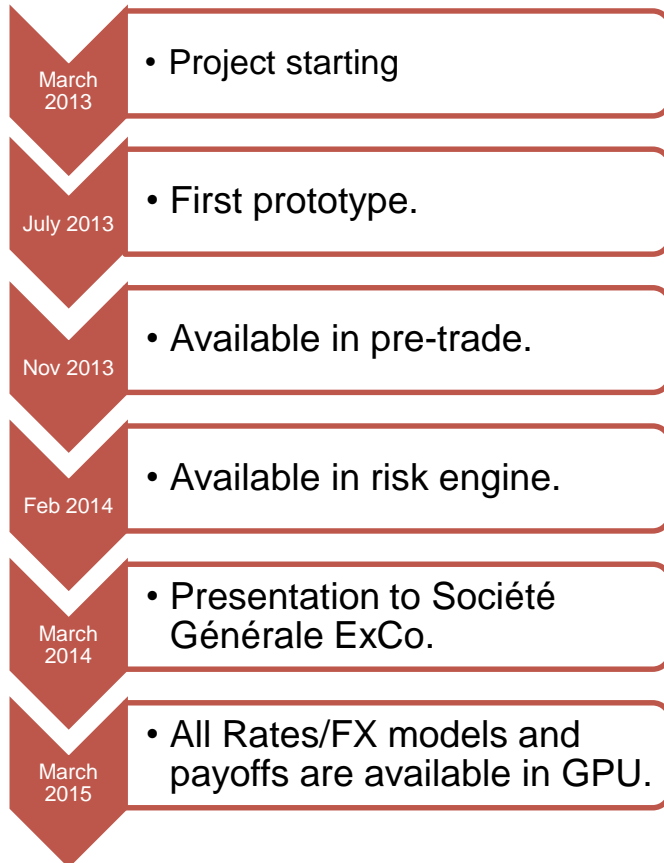 March
2013
• Project starting
July 2013
• First prototype.
Nov 2013
• Available in pre-trade.
Feb 2014
• Available in risk engine.
March
2014
• Presentation to Société
Générale ExCo.
March
2015
• All Rates/FX models and
payoffs are available in GPU.